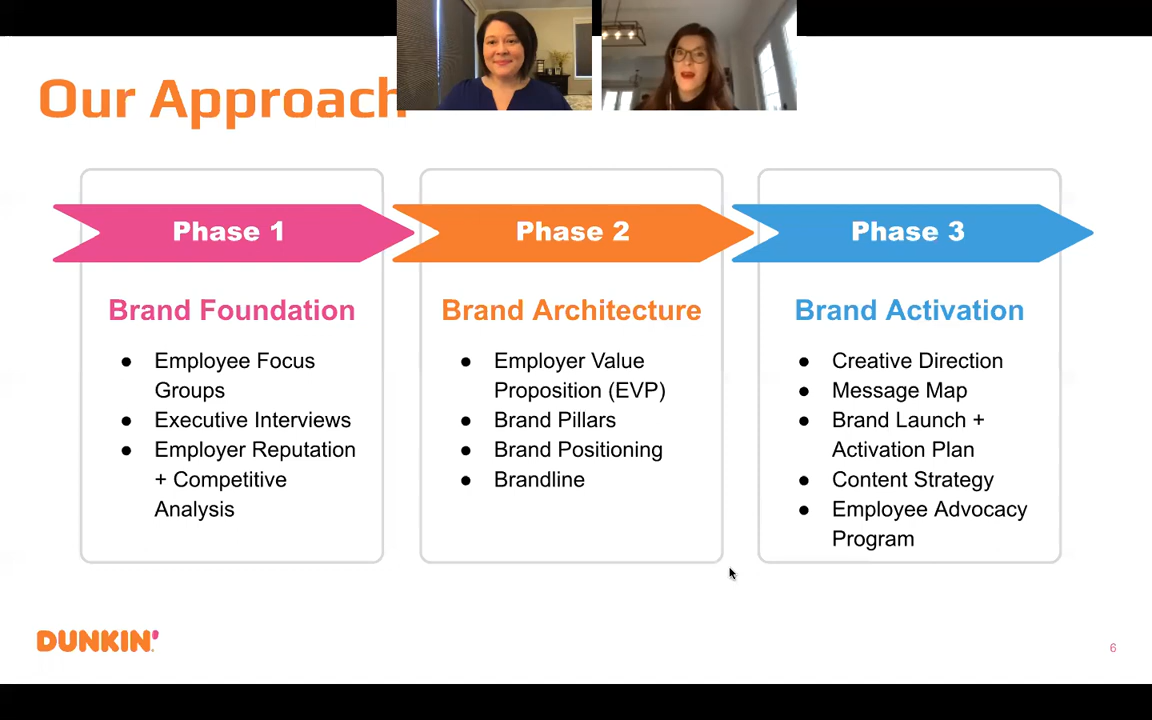 Our Approach
Phase 1
Phase 2
Phase 3
Brand Foundation
● Employee Focus
Groups
● Executive Interviews
● Employer Reputation
+ Competitive
Analysis
Brand Architecture
● Employer Value
Proposition (EVP)
● Brand Pillars
● Brand Positioning
● Brandline
Brand Activation
● Creative Direction
● Message Map
● Brand Launch +
Activation Plan
● Content Strategy
● Employee Advocacy
Program
DUNKIN'
6